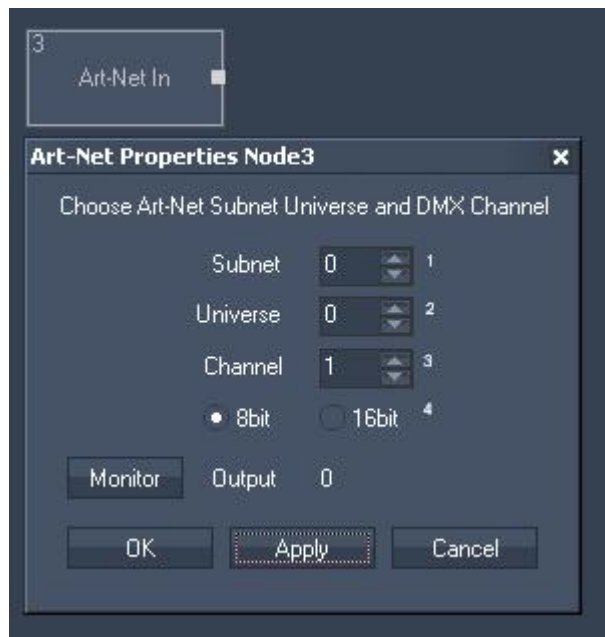 3
Art-Net In
Art-Net Properties Node3 x
Choose Art-Net Subnet Universe and DMX Channel
Subnet 0 1
Universe 0 2
Channel 1 3
8bit 16bit 4
Monitor Output 0
OK Apply Cancel